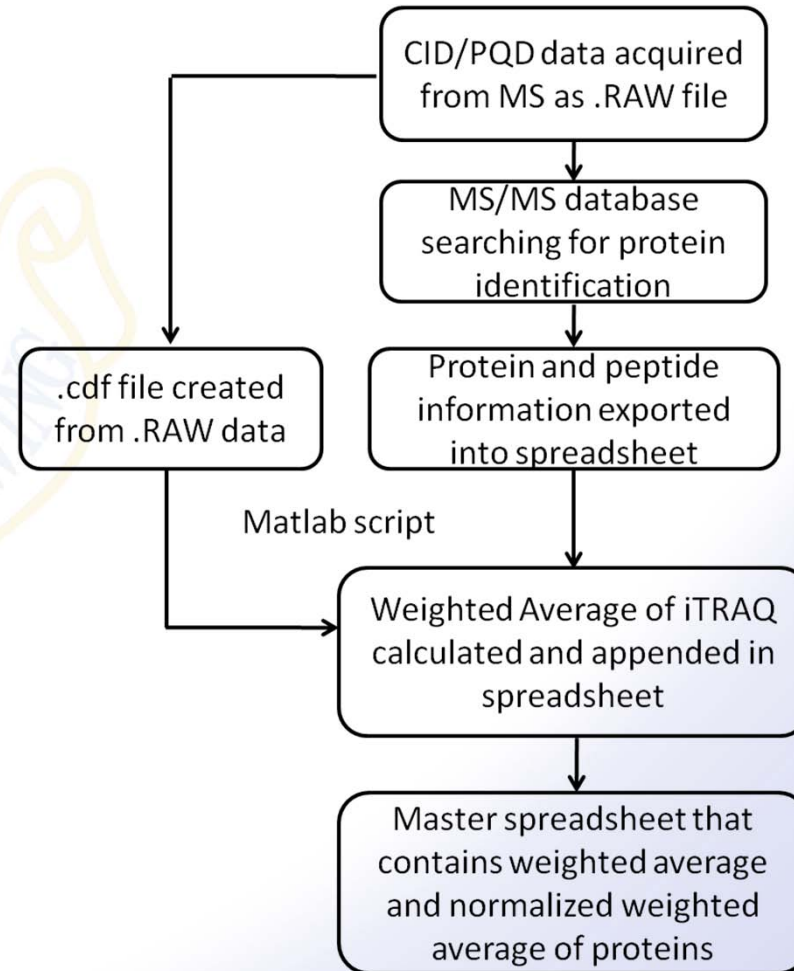 CID/PQD data acquired
from MS as .RAW file
MS/MS database
searching for protein
identification
.cdf file created
from .RAW data
Protein and peptide
information exported
into spreadsheet
Matlab script
Weighted Average of iTRAQ
calculated and appended in
spreadsheet
Master spreadsheet that
contains weighted average
and normalized weighted
average of proteins